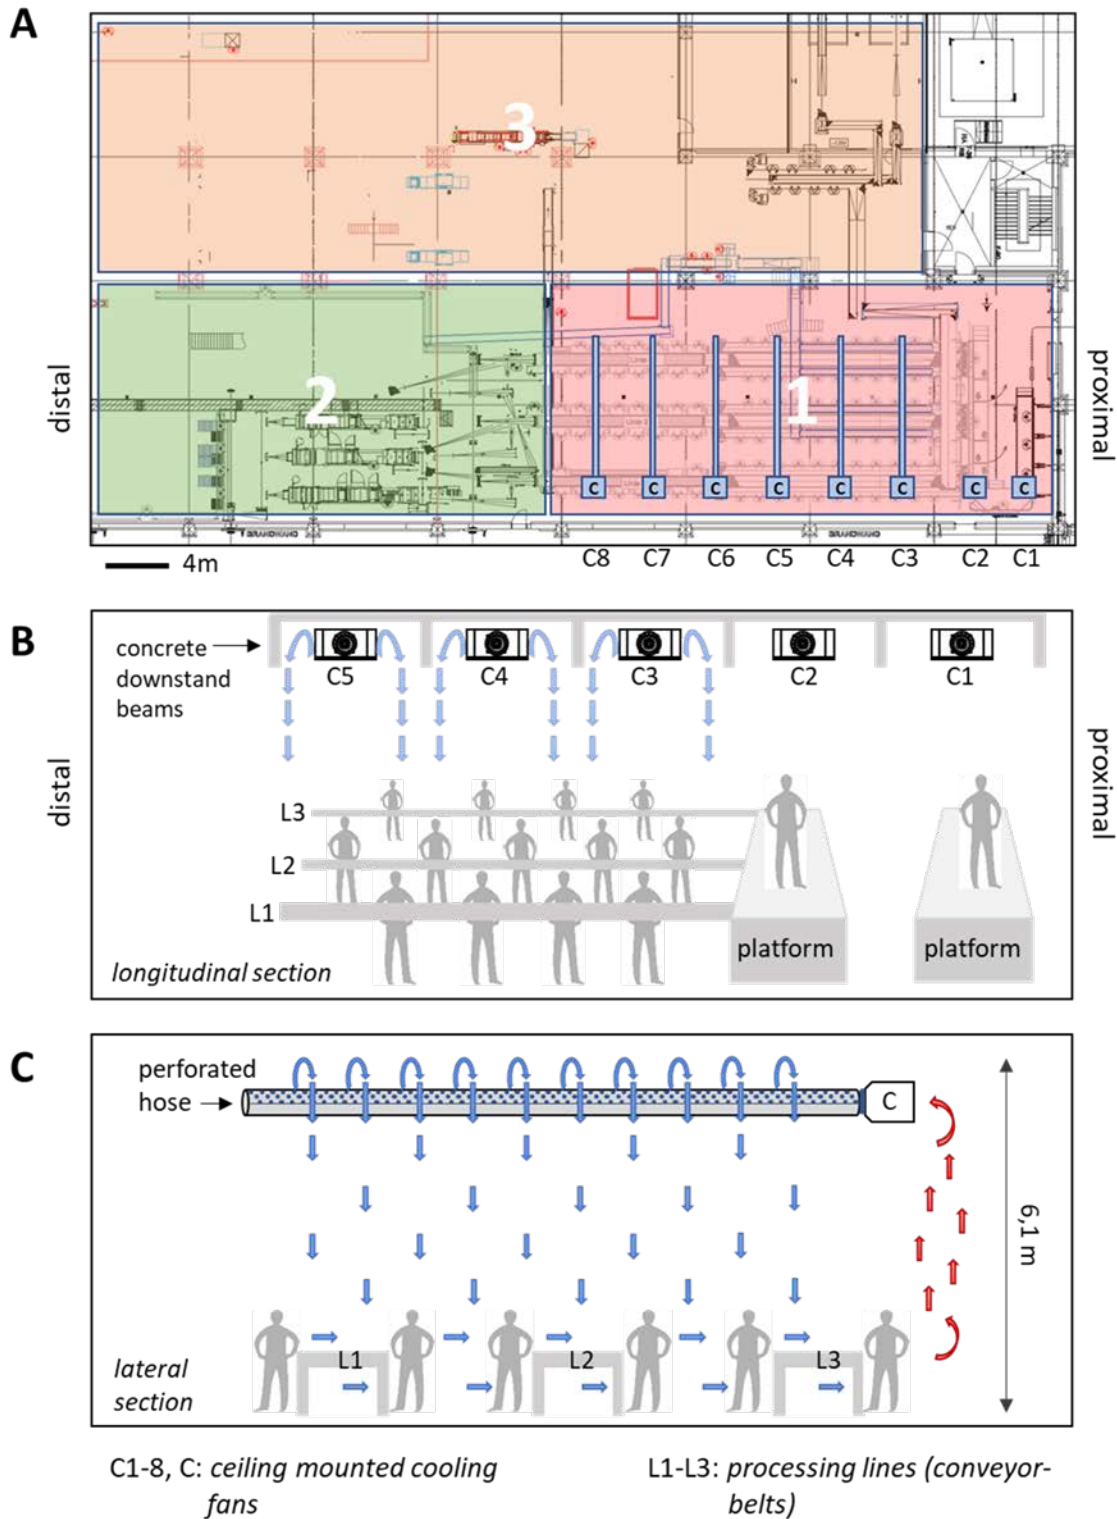 A
3
distal
2
1
proximal
C C C C C C C C
BRANDWAND
BRANDWAND
4m
C8 C7 C6 C5 C4 C3 C2 C1
B
concrete
downstand
beams
C5 C4 C3 C2 C1
distal
proximal
L3
L2
L1
platform platform
longitudinal section
C
perforated
hose
C
6,1 m
L1 L2 L3
lateral
section
C1-8, C: ceiling mounted cooling
fans
L1-L3: processing lines (conveyor-
belts)